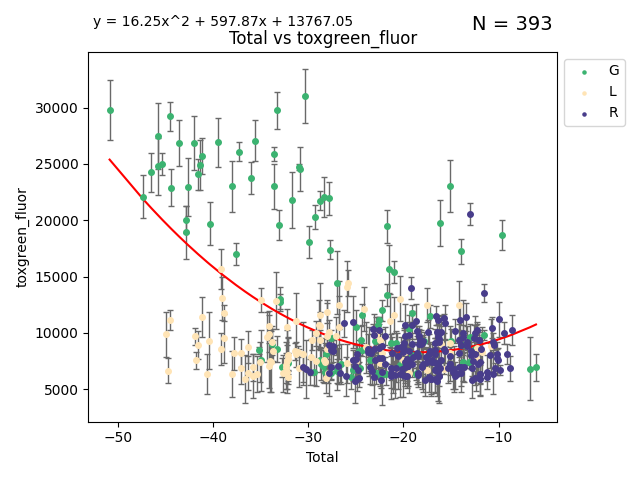 y = 16.25x^2 + 597.87x + 13767.05
N = 393
Total vs toxgreen_fluor
30000
25000
20000
15000
10000
5000
toxgreen_fluor
−50
−40
−30
−20
−10
Total
G
L
R